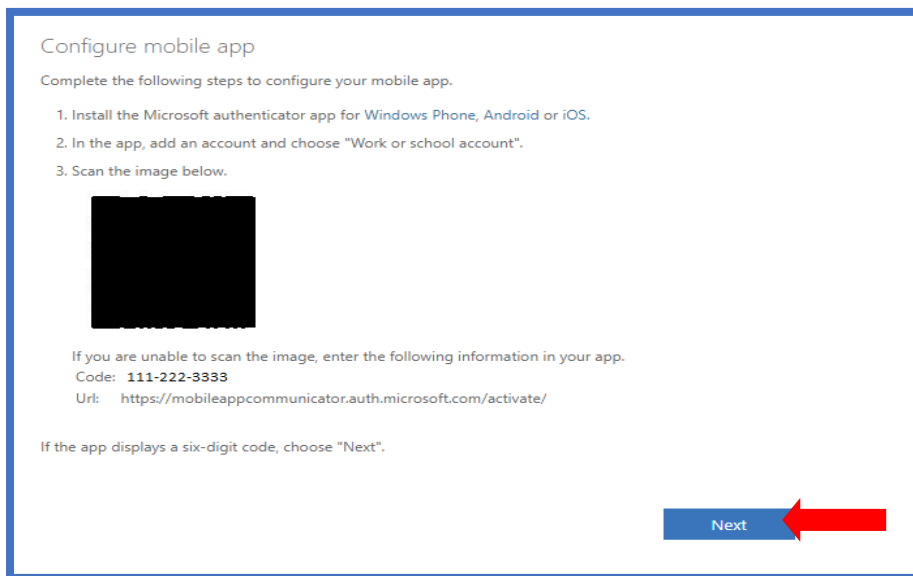 Configure mobile app
Complete the following steps to configure your mobile app.
1. Install the Microsoft authenticator app for Windows Phone, Android or iOS.
2. In the app, add an account and choose "Work or school account".
3. Scan the image below.
If you are unable to scan the image, enter the following information in your app.
Code: 111-222-3333
Url: https://mobileappcommunicator.auth.microsoft.com/activate/
If the app displays a six-digit code, choose "Next".
Next